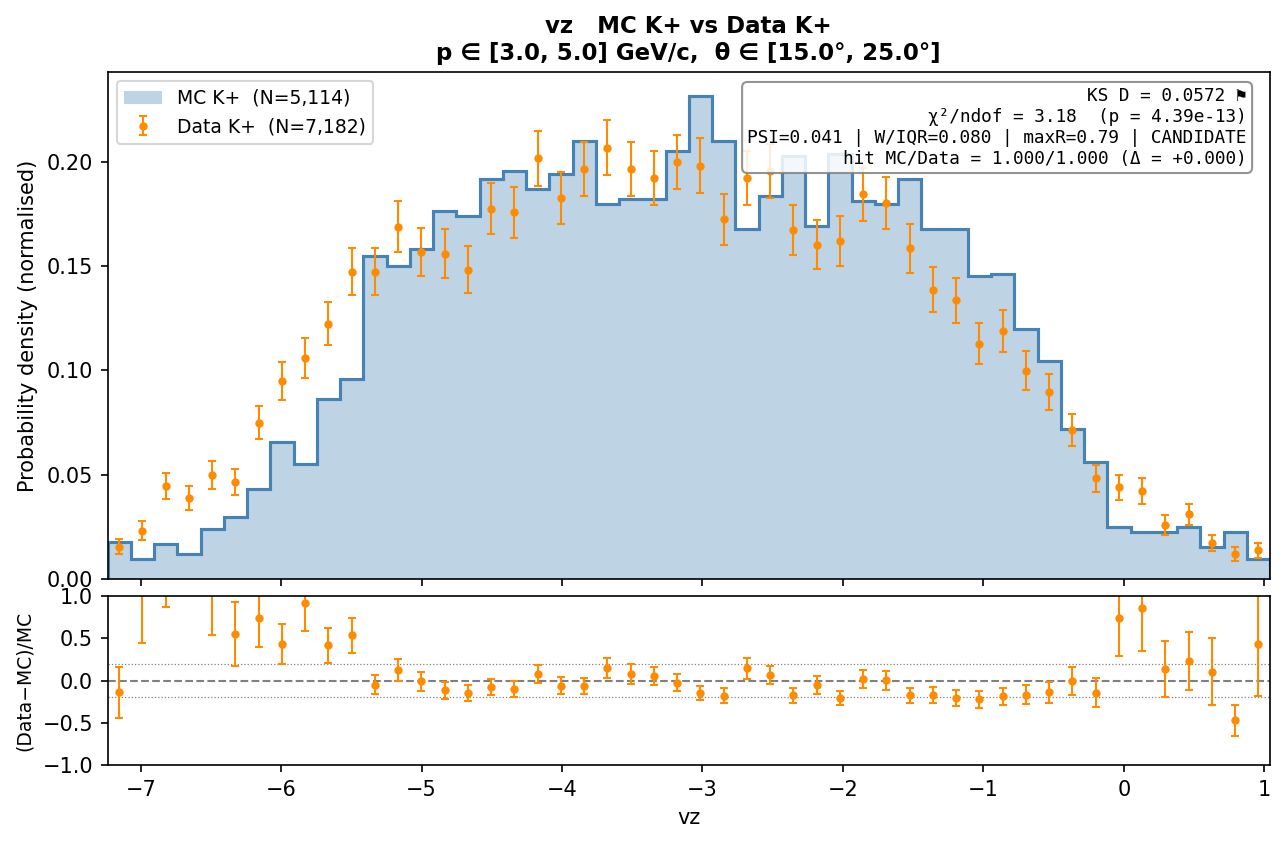 vz   MC K+ vs Data K+
p ∈ [3.0, 5.0] GeV/c,  θ ∈ [15.0°, 25.0°]
MC K+  (N=5,114)
Data K+  (N=7,182)
KS D = 0.0572 ⚑
χ²/ndof = 3.18  (p = 4.39e-13)
PSI=0.041 | W/IQR=0.080 | maxR=0.79 | CANDIDATE
hit MC/Data = 1.000/1.000 (Δ = +0.000)
Probability density (normalised)
0.20
0.15
0.10
0.05
0.00
(Data−MC)/MC
1.0
0.5
0.0
−0.5
−1.0
−7 −6 −5 −4 −3 −2 −1 0 1
vz